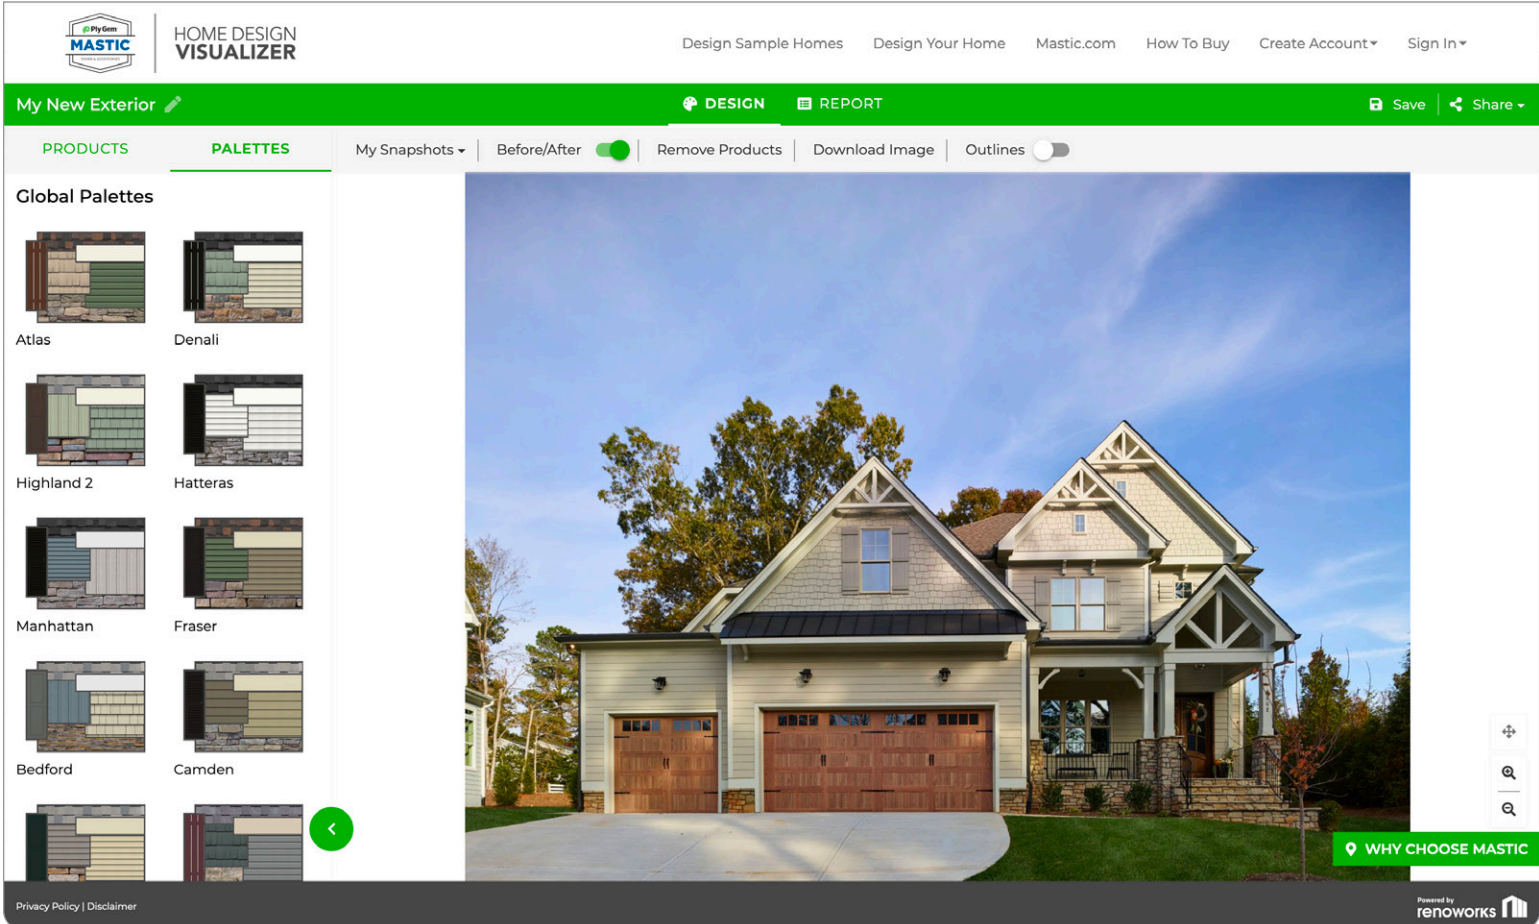 PlyGem
MASTIC
HOME DESIGN
VISUALIZER
Design Sample Homes
Design Your Home
Mastic.com
How To Buy
Create Account
Sign In
My New Exterior
DESIGN
REPORT
Save
Share
PRODUCTS
PALETTES
My Snapshots
Before/After
Remove Products
Download Image
Outlines
Global Palettes
Atlas
Denali
Highland 2
Hatteras
Manhattan
Fraser
Bedford
Camden
WHY CHOOSE MASTIC
Privacy Policy | Disclaimer
Powered by
renoworks